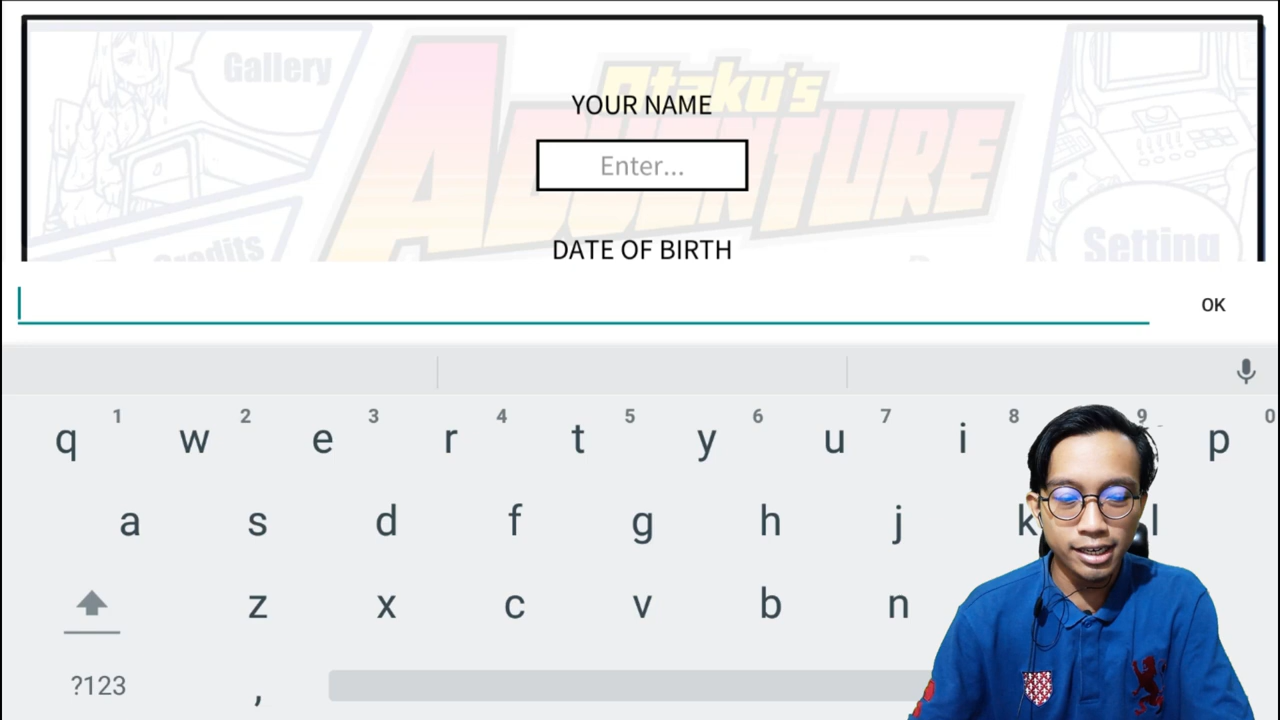 Gallery
Otaku's
ADVENTURE
YOUR NAME
Enter...
DATE OF BIRTH
Credits
Setting
OK
1 2 3 4 5 6 7 8 9 0
q w e r t y u i p
a s d f g h j k l
z x c v b n
?123 ,